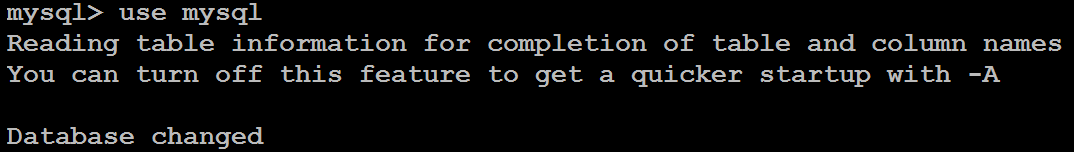 mysql> use mysql
Reading table information for completion of table and column names
You can turn off this feature to get a quicker startup with -A
Database changed